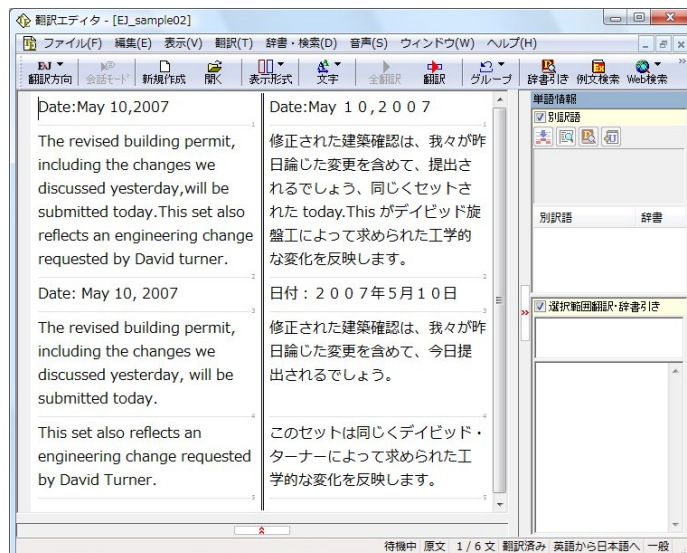 翻訳エディタ - [EJ_sample02]
ファイル(F) 編集(E) 表示(V) 翻訳(T) 辞書・検索(D) 音声(S) ウィンドウ(W) ヘルプ(H)
翻訳方向 会話モード 新規作成 開く 表示形式 文字 全翻訳 翻訳 グループ 辞書引き 例文検索 Web検索
Date:May 10,2007
1
The revised building permit,
including the changes we
discussed yesterday,will be
submitted today.This set also
reflects an engineering change
requested by David turner.
2
Date: May 10, 2007
3
The revised building permit,
including the changes we
discussed yesterday, will be
submitted today.
4
This set also reflects an
engineering change requested
by David Turner.
5
Date:May １０,２００７
1
修正された建築確認は、我々が昨
日論じた変更を含めて、提出さ
れるでしょう、同じくセットさ
れた today.This がデイビッド旋
盤工によって求められた工学的
な変化を反映します。
2
日付：２００７年５月１０日
3
修正された建築確認は、我々が昨
日論じた変更を含めて、今日提
出されるでしょう。
4
このセットは同じくデイビッド・
ターナーによって求められた工
学的な変化を反映します。
5
単語情報
別訳語
別訳語 辞書
選択範囲翻訳・辞書引き
待機中 原文 1 / 6 文 翻訳済み 英語から日本語へ 一般